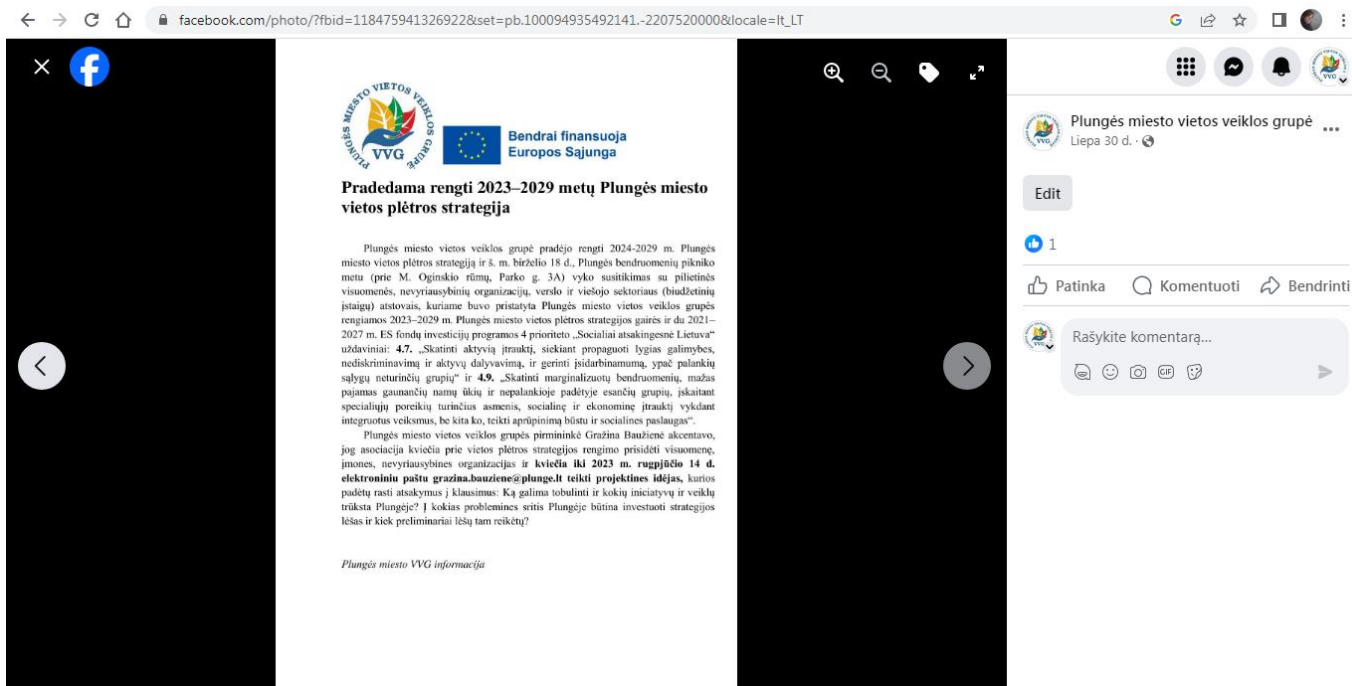 facebook.com/photo/?fbid=118475941326922&set=pb.100094935492141.-2207520000&locale=lt_LT
PLUNGĖS MIESTO VIETOS VEIKLOS GRUPĖ
VVG
Bendrai finansuoja
Europos Sąjunga
Pradedama rengti 2023–2029 metų Plungės miesto
vietos plėtros strategija
Plungės miesto vietos veiklos grupė pradėjo rengti 2024-2029 m. Plungės
miesto vietos plėtros strategiją ir š. m. birželio 18 d., Plungės bendruomenių pikniko
metu (prie M. Oginskio rūmų, Parko g. 3A) vyko susitikimas su pilietinės
visuomenės, nevyriausybinių organizacijų, verslo ir viešojo sektoriaus (biudžetinių
įstaigų) atstovais, kuriame buvo pristatyta Plungės miesto vietos veiklos grupės
rengiamos 2023–2029 m. Plungės miesto vietos plėtros strategijos gairės ir du 2021–
2027 m. ES fondų investicijų programos 4 prioriteto „Socialiai atsakingesnė Lietuva“
uždaviniai: 4.7. „Skatinti aktyvią įtrauktį, siekiant propaguoti lygias galimybes,
nediskriminavimą ir aktyvų dalyvavimą, ir gerinti įsidarbinamumą, ypač palankių
sąlygų neturinčių grupių“ ir 4.9. „Skatinti marginalizuotų bendruomenių, mažas
pajamas gaunančių namų ūkių ir nepalankioje padėtyje esančių grupių, įskaitant
specialiųjų poreikių turinčius asmenis, socialinę ir ekonominę įtrauktį vykdant
integruotus veiksmus, be kita ko, teikti aprūpinimą būstu ir socialines paslaugas“.
Plungės miesto vietos veiklos grupės pirmininkė Gražina Baužienė akcentavo,
jog asociacija kviečia prie vietos plėtros strategijos rengimo prisidėti visuomenę,
įmones, nevyriausybines organizacijas ir kviečia iki 2023 m. rugpjūčio 14 d.
elektroniniu paštu grazina.bauziene@plunge.lt teikti projektines idėjas, kurios
padėtų rasti atsakymus į klausimus: Ką galima tobulinti ir kokių iniciatyvų ir veiklų
trūksta Plungėje? Į kokias problemines sritis Plungėje būtina investuoti strategijos
lėšas ir kiek preliminariai lėšų tam reikėtų?
Plungės miesto VVG informacija
Plungės miesto vietos veiklos grupė
Liepa 30 d. ·
Edit
1
Patinka Komentuoti Bendrinti
Rašykite komentarą...
GIF